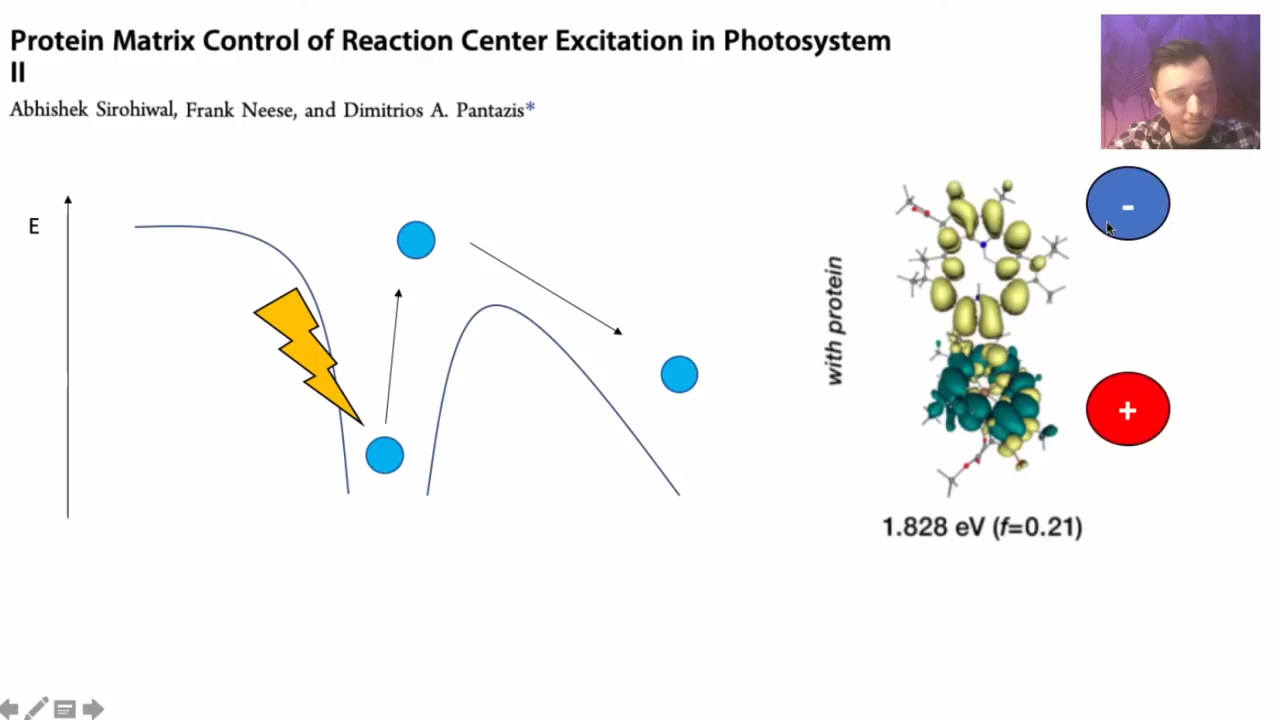 Protein Matrix Control of Reaction Center Excitation in Photosystem
II
Abhishek Sirohiwal, Frank Neese, and Dimitrios A. Pantazis*
E
with protein
-
+
1.828 eV (f=0.21)